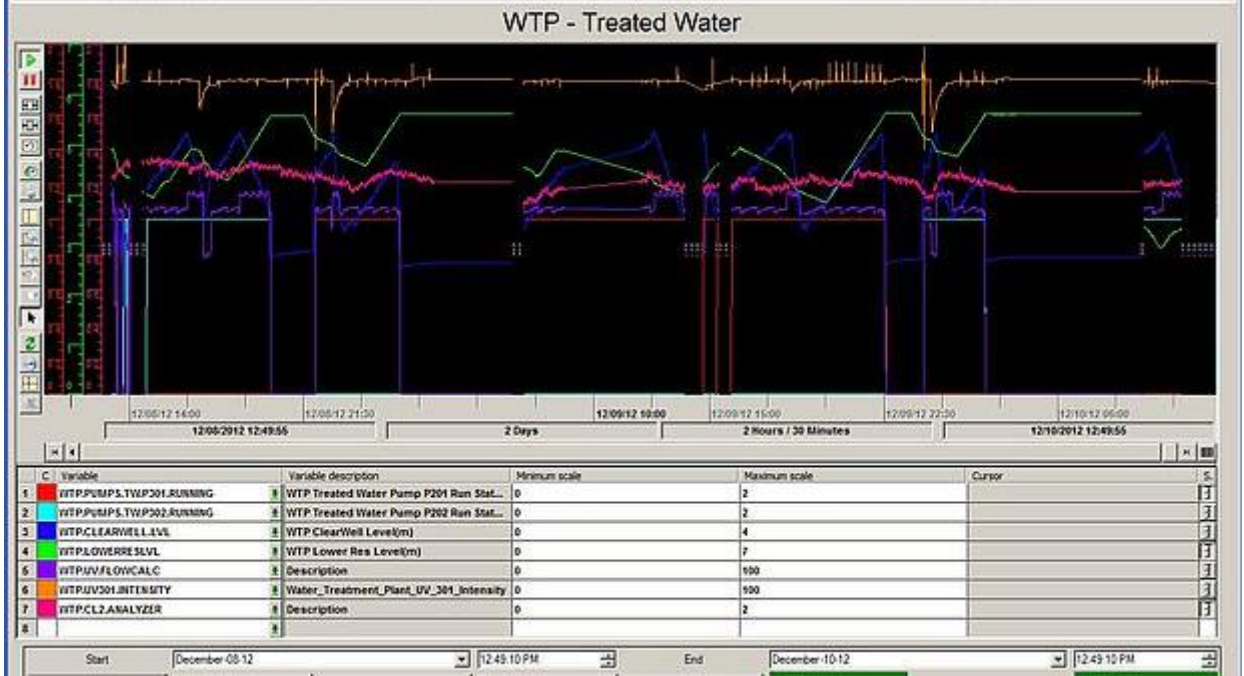 WTP - Treated Water
12/08/12 14:00 12/08/12 21:30 12/09/12 10:00 12/09/12 15:00 12/09/12 22:30 12/10/12 06:00
12/08/2012 12:49:55 2 Days 2 Hours / 30 Minutes 12/10/2012 12:49:55
C Variable Variable description Minimum scale Maximum scale Cursor S.
1 WTP.PUMPS.TW.P301.RUNNING WTP Treated Water Pump P201 Run Stat... 0 2
2 WTP.PUMPS.TW.P302.RUNNING WTP Treated Water Pump P202 Run Stat... 0 2
3 WTP.CLEARWELL.LVL WTP ClearWell Level(m) 0 4
4 WTP.LOWERRESLVL WTP Lower Res Level(m) 0 7
5 WTP.UV.FLOWCALC Description 0 100
6 WTP.UV301.INTENSITY Water_Treatment_Plant_UV_301_Intensity 0 100
7 WTP.CL2.ANALYZER Description 0 2
8
Start December-08-12 12:49:10 PM End December-10-12 12:49:10 PM